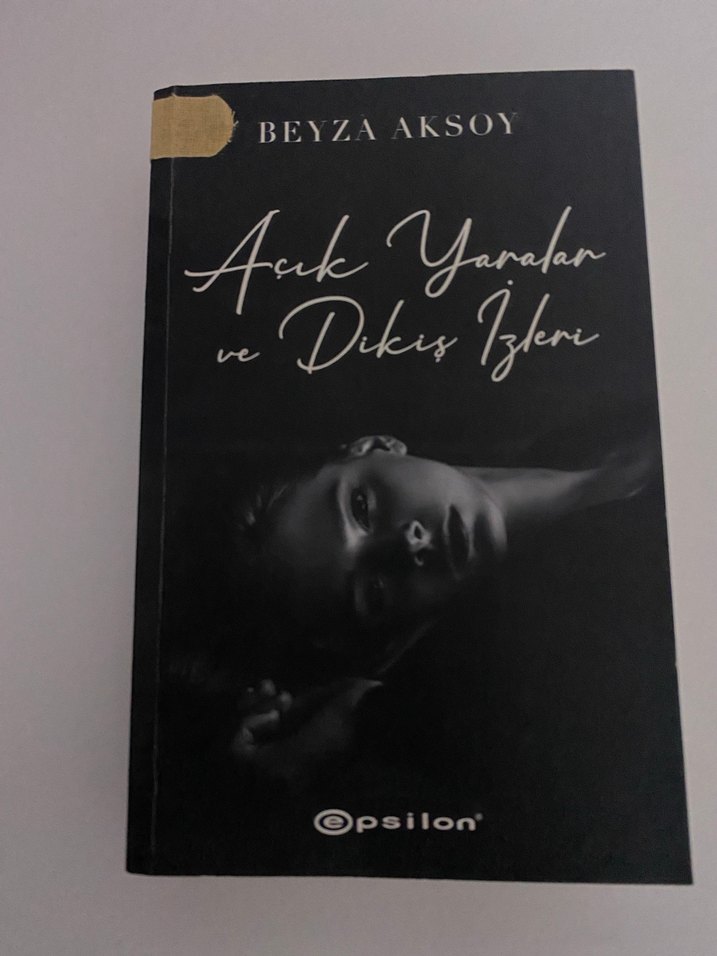 BEYZA AKSOY
Açık Yaralar
ve Dikiş İzleri
epsilon®